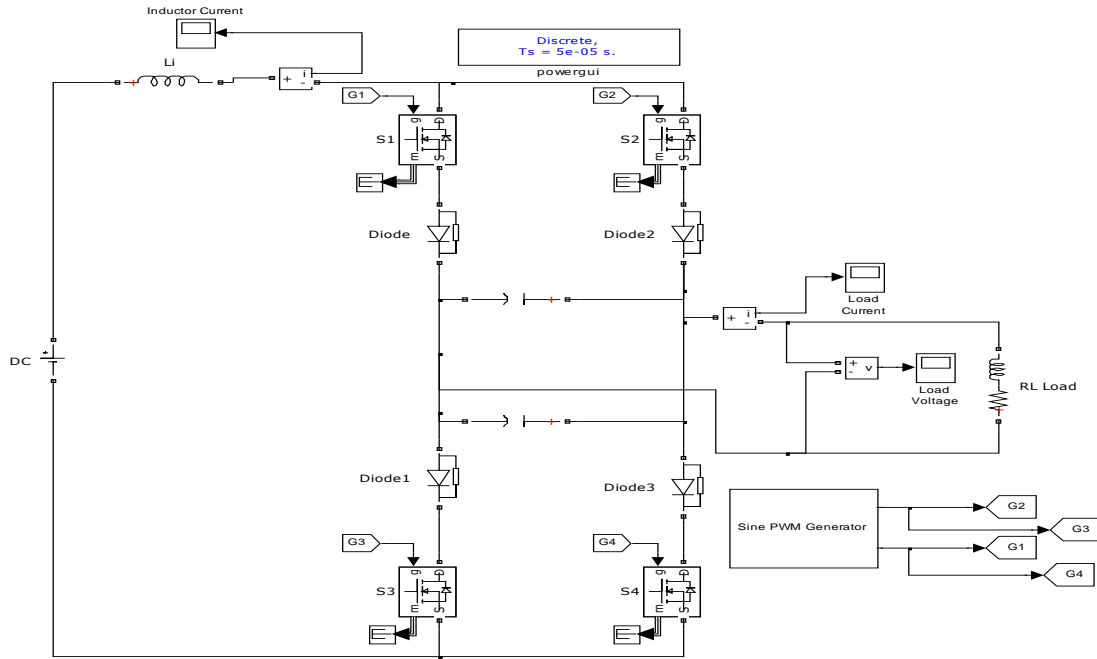 Inductor Current
Discrete,
Ts = 5e-05 s.
powergui
Li
i
+
-
G1
G2
g
D
S1
m
S
g
D
S2
m
S
Diode
Diode2
i
+
-
Load
Current
DC
+
+
-
v
Load
Voltage
RL Load
Diode1
Diode3
Sine PWM Generator
G2
G3
G1
G4
G3
G4
g
D
S3
m
S
g
D
S4
m
S